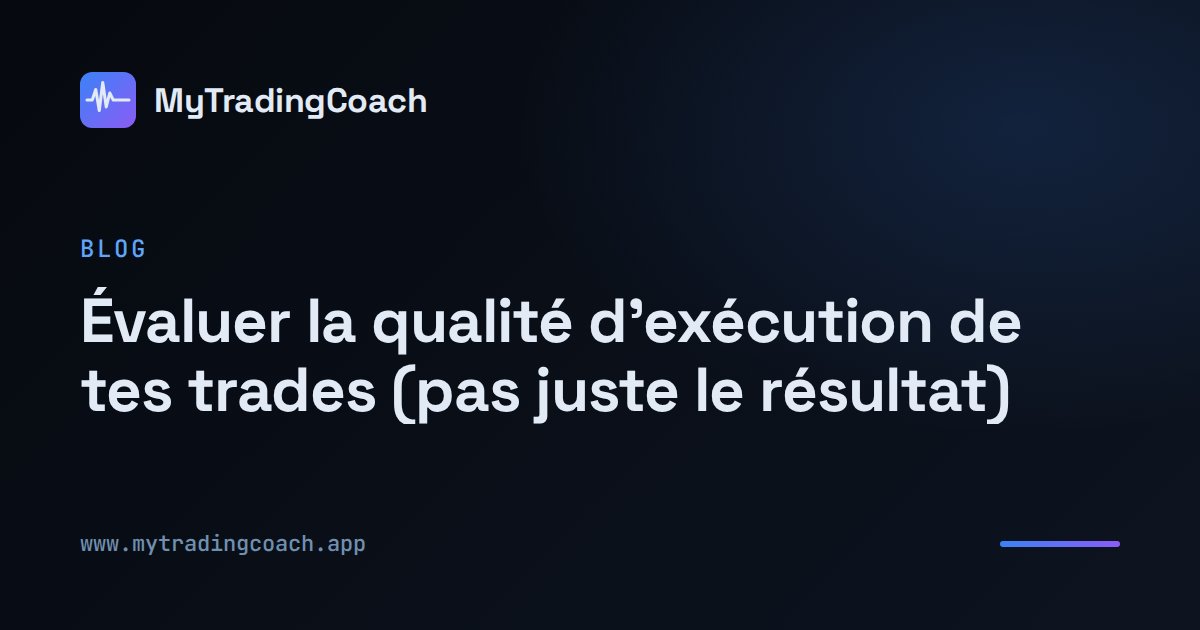 MyTradingCoach
BLOG
Évaluer la qualité d’exécution de
tes trades (pas juste le résultat)
www.mytradingcoach.app